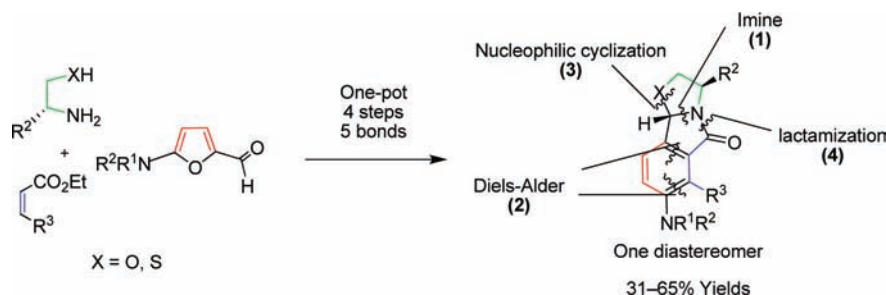 XH
NH2
R2
+
CO2Et
R3
R2R1N
O
O
H
X = O, S
One-pot
4 steps
5 bonds
Nucleophilic cyclization
(3)
Imine
(1)
X
R2
H
N
O
lactamization
(4)
Diels-Alder
(2)
R3
NR1R2
One diastereomer
31–65% Yields